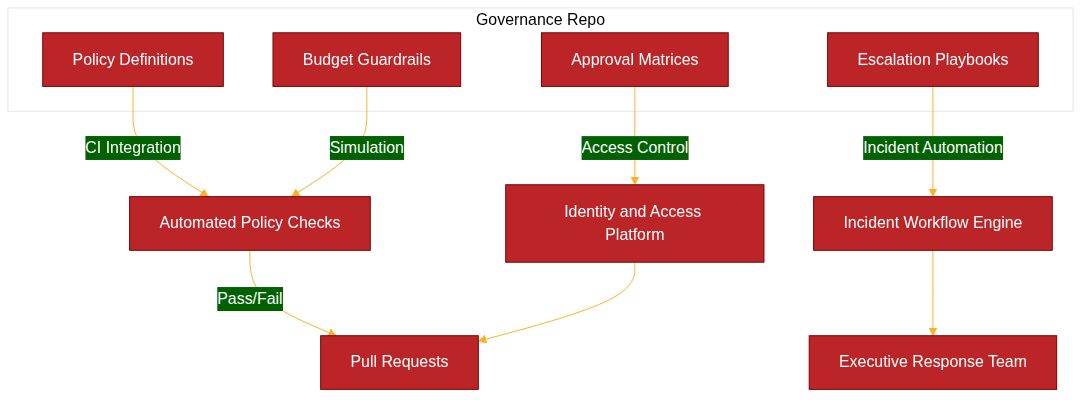 Governance Repo
Policy Definitions
Budget Guardrails
Approval Matrices
Escalation Playbooks
CI Integration
Simulation
Access Control
Incident Automation
Automated Policy Checks
Identity and Access
Platform
Incident Workflow Engine
Pass/Fail
Pull Requests
Executive Response Team